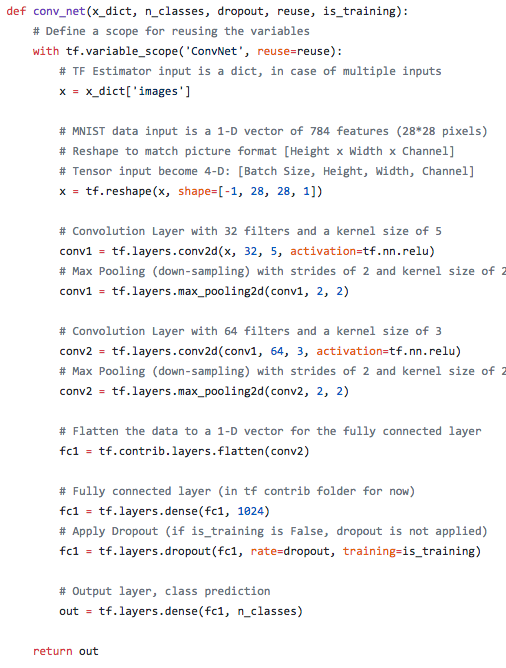 def conv_net(x_dict, n_classes, dropout, reuse, is_training):
# Define a scope for reusing the variables
with tf.variable_scope('ConvNet', reuse=reuse):
# TF Estimator input is a dict, in case of multiple inputs
x = x_dict['images']
# MNIST data input is a 1-D vector of 784 features (28*28 pixels)
# Reshape to match picture format [Height x Width x Channel]
# Tensor input become 4-D: [Batch Size, Height, Width, Channel]
x = tf.reshape(x, shape=[-1, 28, 28, 1])
# Convolution Layer with 32 filters and a kernel size of 5
conv1 = tf.layers.conv2d(x, 32, 5, activation=tf.nn.relu)
# Max Pooling (down-sampling) with strides of 2 and kernel size of 2
conv1 = tf.layers.max_pooling2d(conv1, 2, 2)
# Convolution Layer with 64 filters and a kernel size of 3
conv2 = tf.layers.conv2d(conv1, 64, 3, activation=tf.nn.relu)
# Max Pooling (down-sampling) with strides of 2 and kernel size of 2
conv2 = tf.layers.max_pooling2d(conv2, 2, 2)
# Flatten the data to a 1-D vector for the fully connected layer
fc1 = tf.contrib.layers.flatten(conv2)
# Fully connected layer (in tf contrib folder for now)
fc1 = tf.layers.dense(fc1, 1024)
# Apply Dropout (if is_training is False, dropout is not applied)
fc1 = tf.layers.dropout(fc1, rate=dropout, training=is_training)
# Output layer, class prediction
out = tf.layers.dense(fc1, n_classes)
return out